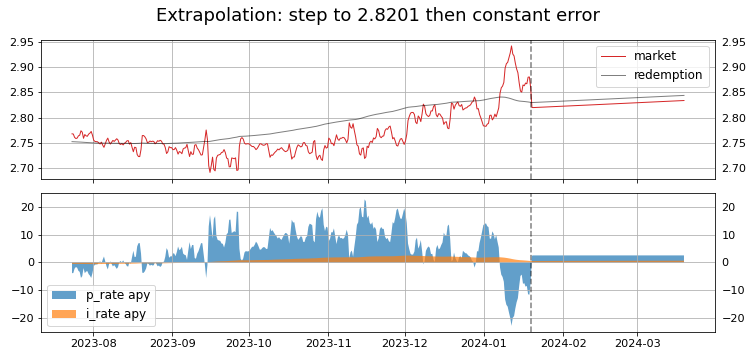 Extrapolation: step to 2.8201 then constant error
2.95 2.95
2.90 2.90
2.85 2.85
2.80 2.80
2.75 2.75
2.70 2.70
market
redemption
20 20
10 10
0 0
−10 −10
−20 −20
p_rate apy
i_rate apy
2023-08 2023-09 2023-10 2023-11 2023-12 2024-01 2024-02 2024-03